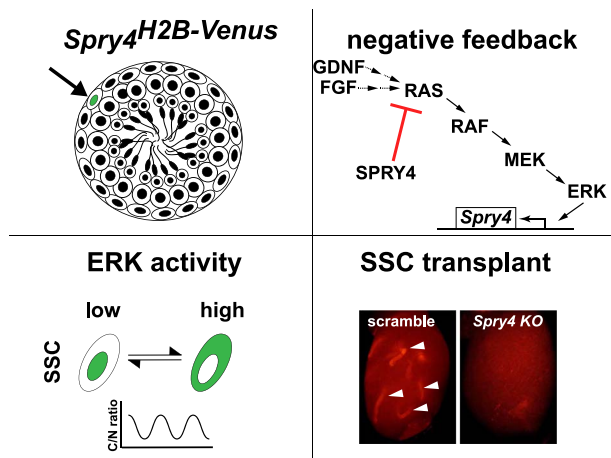 Spry4H2B-Venus
negative feedback
GDNF
FGF
RAS
RAF
MEK
ERK
SPRY4
Spry4
ERK activity
low
high
SSC
C/N ratio
SSC transplant
scramble
Spry4 KO